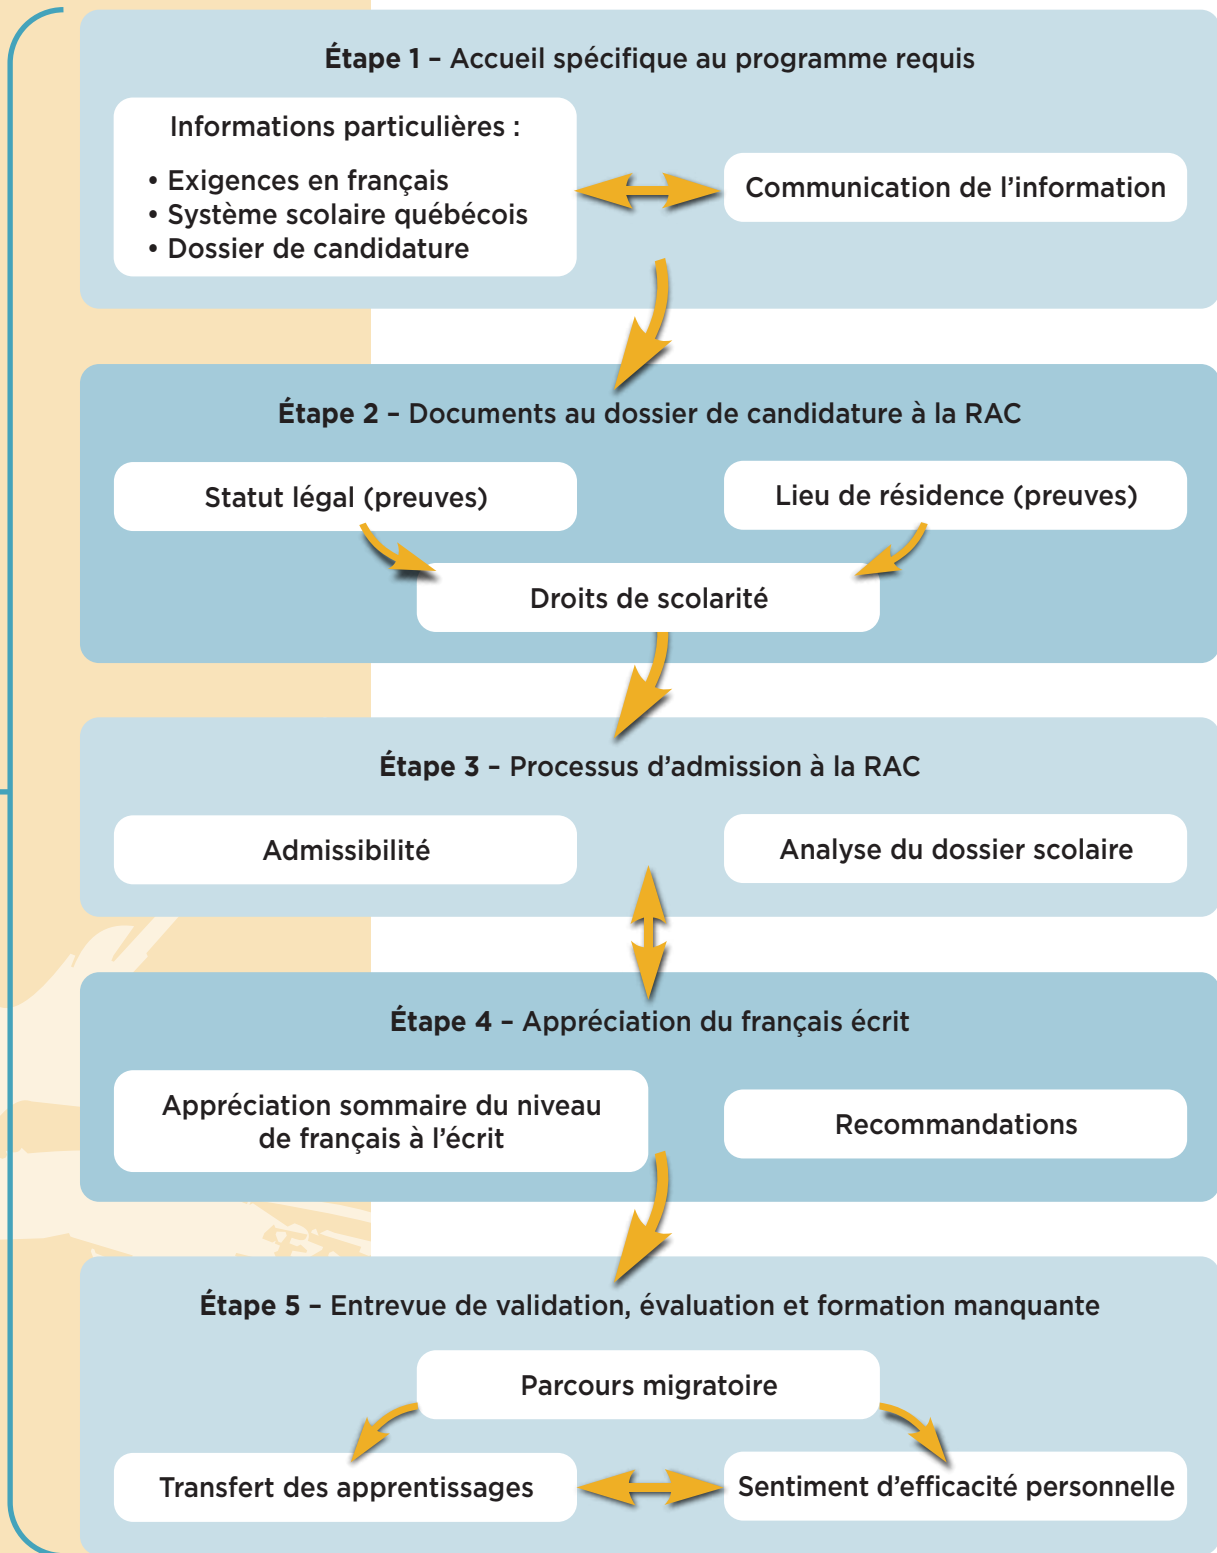 Étape 1 – Accueil spécifique au programme requis
Informations particulières :
• Exigences en français
• Système scolaire québécois
• Dossier de candidature
Communication de l’information
Étape 2 – Documents au dossier de candidature à la RAC
Statut légal (preuves)
Lieu de résidence (preuves)
Droits de scolarité
Étape 3 – Processus d’admission à la RAC
Admissibilité
Analyse du dossier scolaire
Étape 4 – Appréciation du français écrit
Appréciation sommaire du niveau
de français à l’écrit
Recommandations
Étape 5 – Entrevue de validation, évaluation et formation manquante
Parcours migratoire
Transfert des apprentissages
Sentiment d’efficacité personnelle